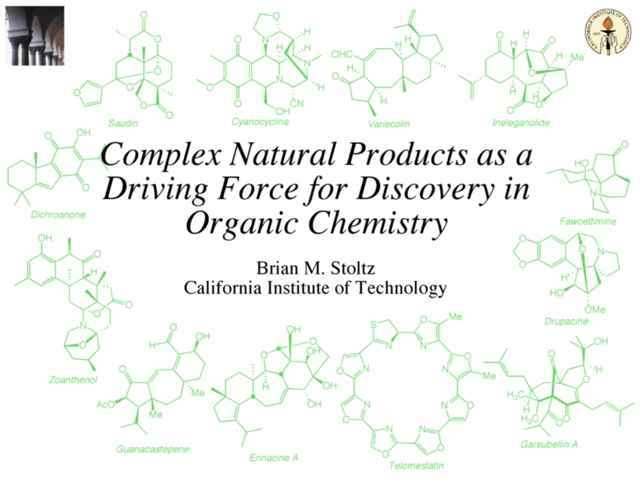 Saudin
Cyanocycline
Variecolin
Ineleganolide
Complex Natural Products as a
Driving Force for Discovery in
Organic Chemistry
Brian M. Stoltz
California Institute of Technology
Dichroanone
Fawcettimine
Zoanthenol
Drupacine
Guanacastepene
Erinacine A
Telomestatin
Garsubellin A